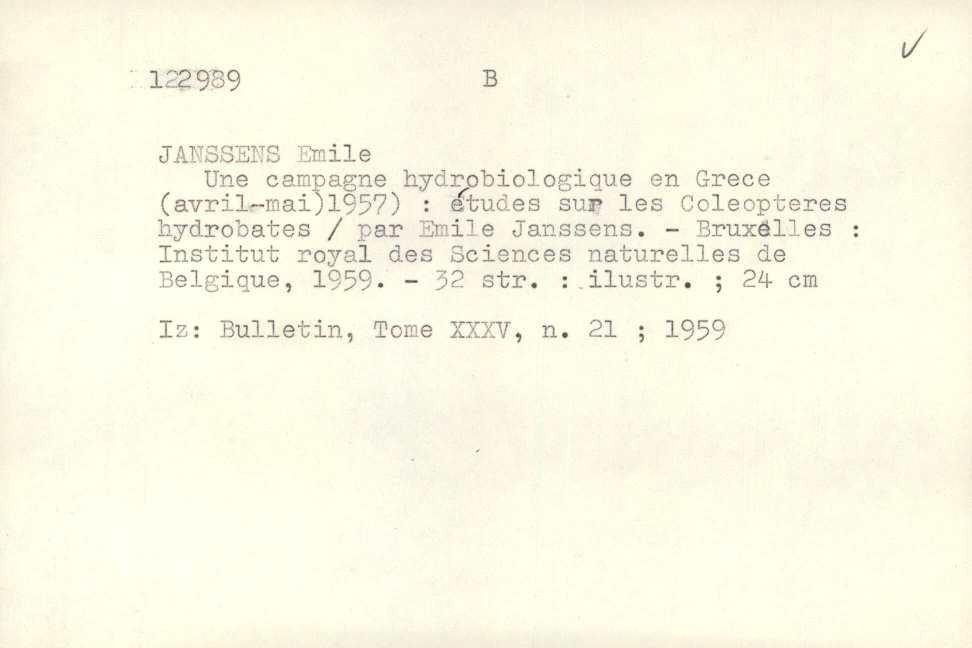 122989 B
JANSSENS Emile
Une campagne hydrobiologique en Grece
(avril-mai)1957) : études sur les Coleopteres
hydrobates / par Emile Janssens. - Bruxelles :
Institut royal des Sciences naturelles de
Belgique, 1959. - 32 str. : ilustr. ; 24 cm
Iz: Bulletin, Tome XXXV, n. 21 ; 1959